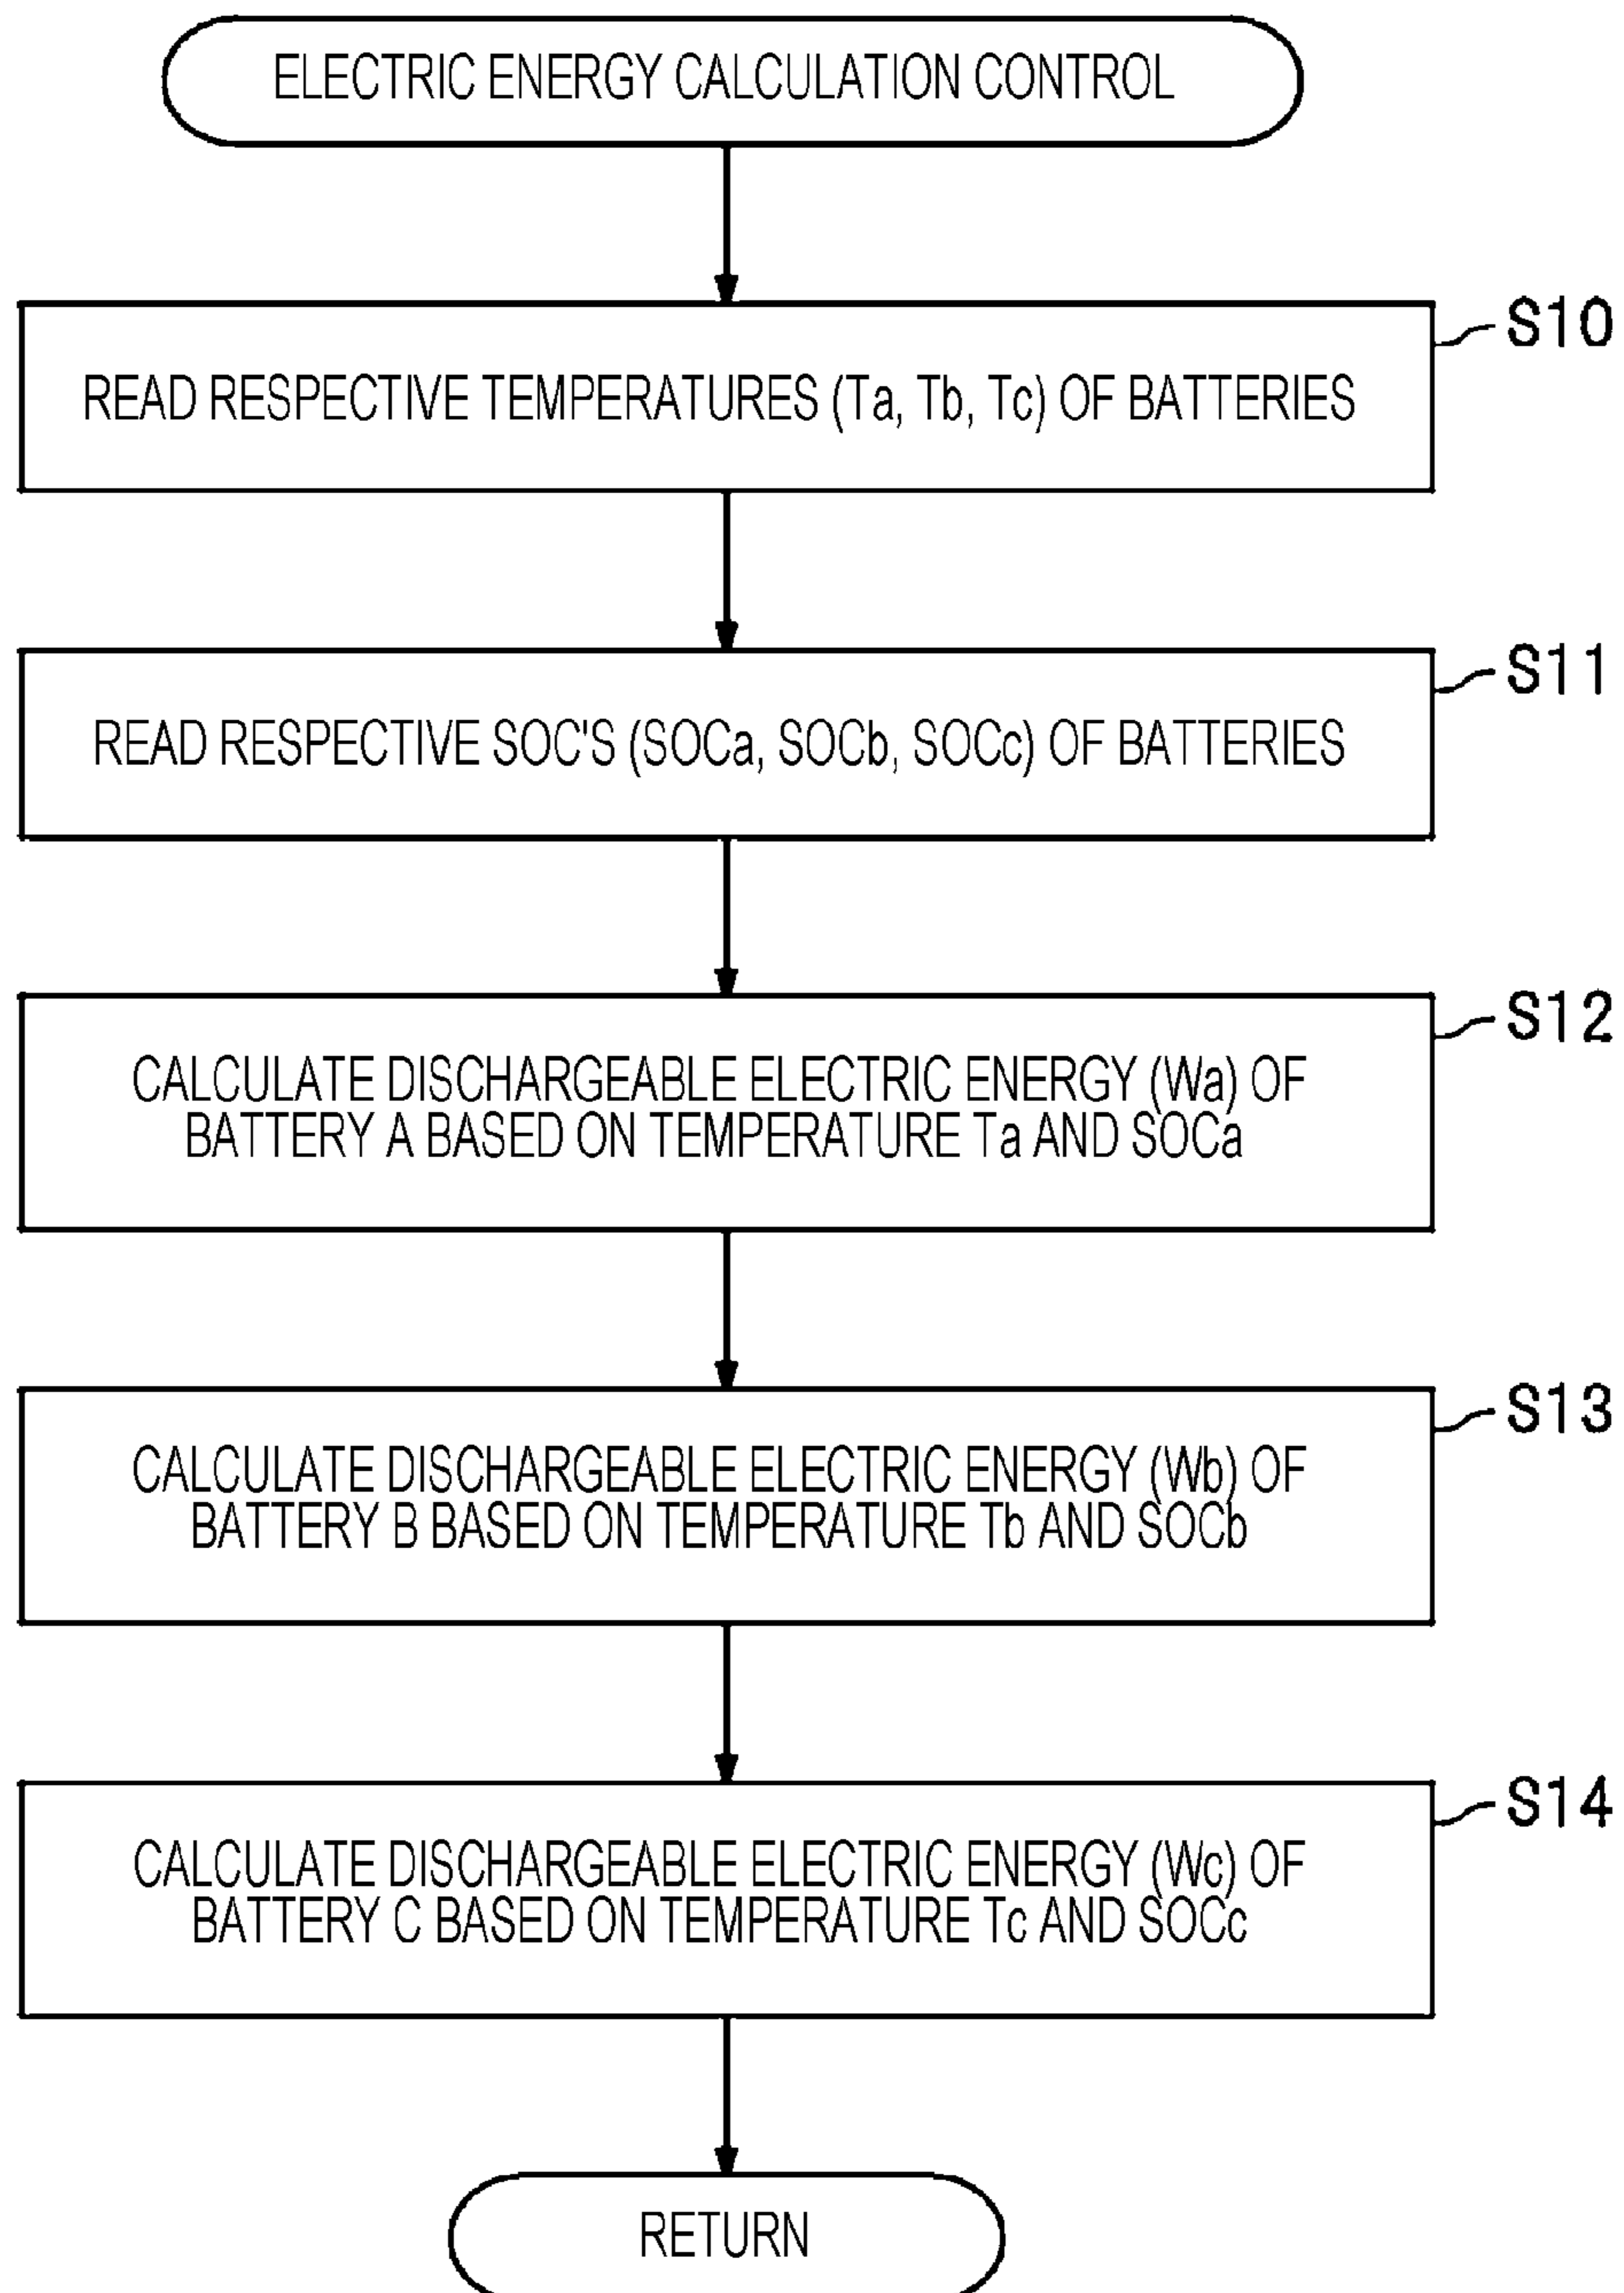 ELECTRIC ENERGY CALCULATION CONTROL
S10
READ RESPECTIVE TEMPERATURES (Ta, Tb, Tc) OF BATTERIES
S11
READ RESPECTIVE SOC'S (SOCa, SOCb, SOCc) OF BATTERIES
S12
CALCULATE DISCHARGEABLE ELECTRIC ENERGY (Wa) OF
BATTERY A BASED ON TEMPERATURE Ta AND SOCa
S13
CALCULATE DISCHARGEABLE ELECTRIC ENERGY (Wb) OF
BATTERY B BASED ON TEMPERATURE Tb AND SOCb
S14
CALCULATE DISCHARGEABLE ELECTRIC ENERGY (Wc) OF
BATTERY C BASED ON TEMPERATURE Tc AND SOCc
RETURN